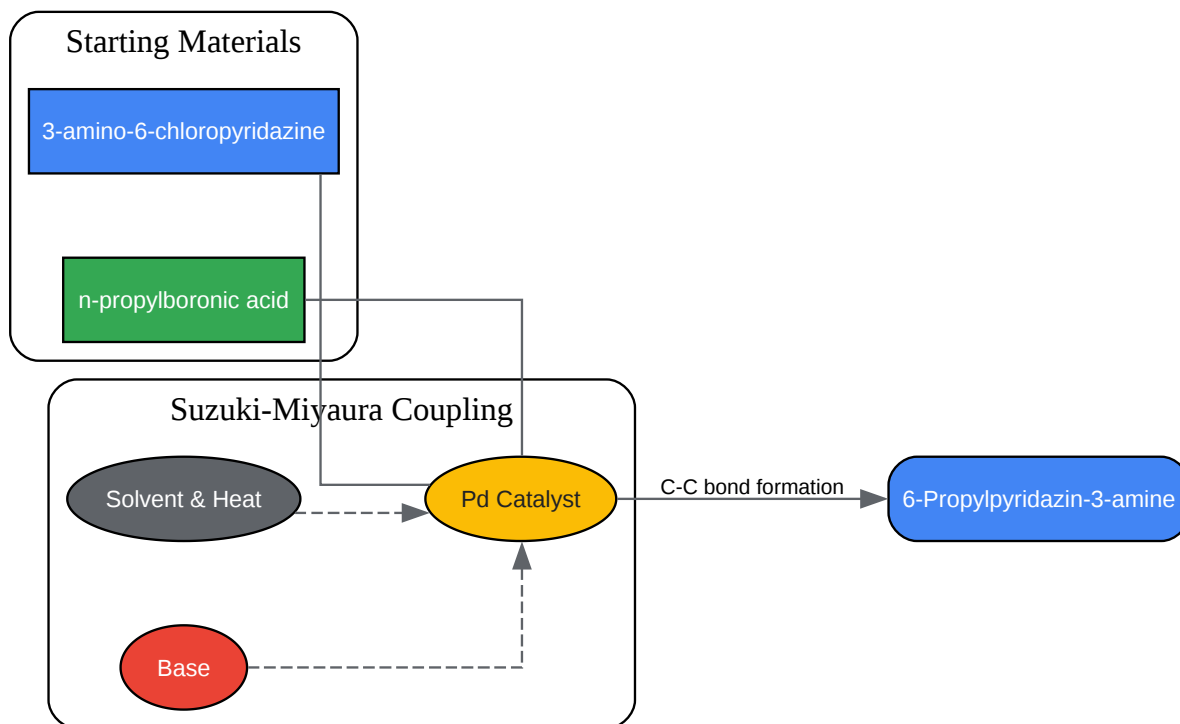 Starting Materials
3-amino-6-chloropyridazine
n-propylboronic acid
Suzuki-Miyaura Coupling
Solvent & Heat
Pd Catalyst
C-C bond formation
6-Propylpyridazin-3-amine
Base